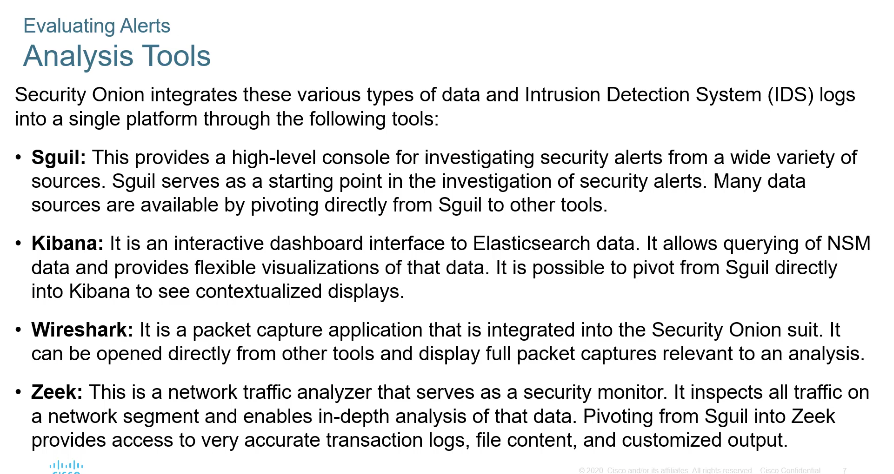 Evaluating Alerts
Analysis Tools
Security Onion integrates these various types of data and Intrusion Detection System (IDS) logs
into a single platform through the following tools:
• Sguil: This provides a high-level console for investigating security alerts from a wide variety of
sources. Sguil serves as a starting point in the investigation of security alerts. Many data
sources are available by pivoting directly from Sguil to other tools.
• Kibana: It is an interactive dashboard interface to Elasticsearch data. It allows querying of NSM
data and provides flexible visualizations of that data. It is possible to pivot from Sguil directly
into Kibana to see contextualized displays.
• Wireshark: It is a packet capture application that is integrated into the Security Onion suit. It
can be opened directly from other tools and display full packet captures relevant to an analysis.
• Zeek: This is a network traffic analyzer that serves as a security monitor. It inspects all traffic on
a network segment and enables in-depth analysis of that data. Pivoting from Sguil into Zeek
provides access to very accurate transaction logs, file content, and customized output.
CISCO
© 2020 Cisco and/or its affiliates. All rights reserved. Cisco Confidential 7